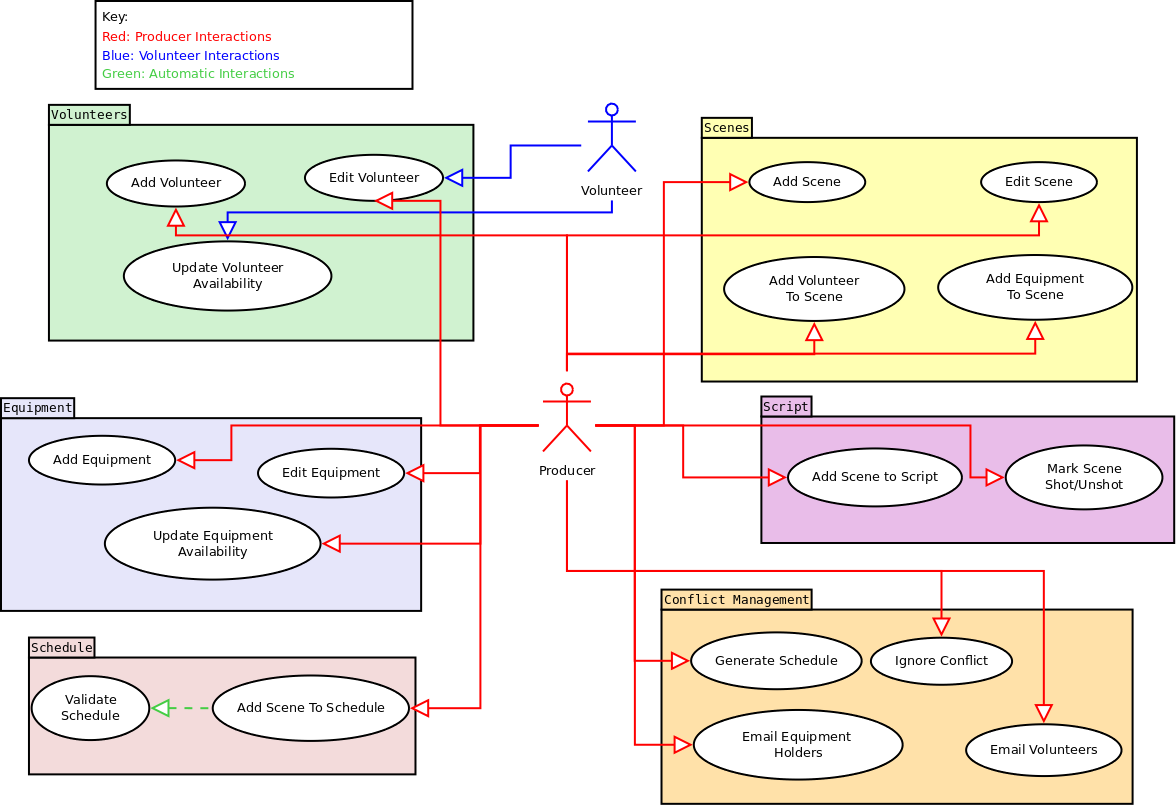 Key:
Red: Producer Interactions
Blue: Volunteer Interactions
Green: Automatic Interactions
Volunteers
Add Volunteer
Edit Volunteer
Update Volunteer
Availability
Volunteer
Scenes
Add Scene
Edit Scene
Add Volunteer
To Scene
Add Equipment
To Scene
Equipment
Add Equipment
Edit Equipment
Update Equipment
Availability
Producer
Script
Add Scene to Script
Mark Scene
Shot/Unshot
Schedule
Validate
Schedule
Add Scene To Schedule
Conflict Management
Generate Schedule
Ignore Conflict
Email Equipment
Holders
Email Volunteers